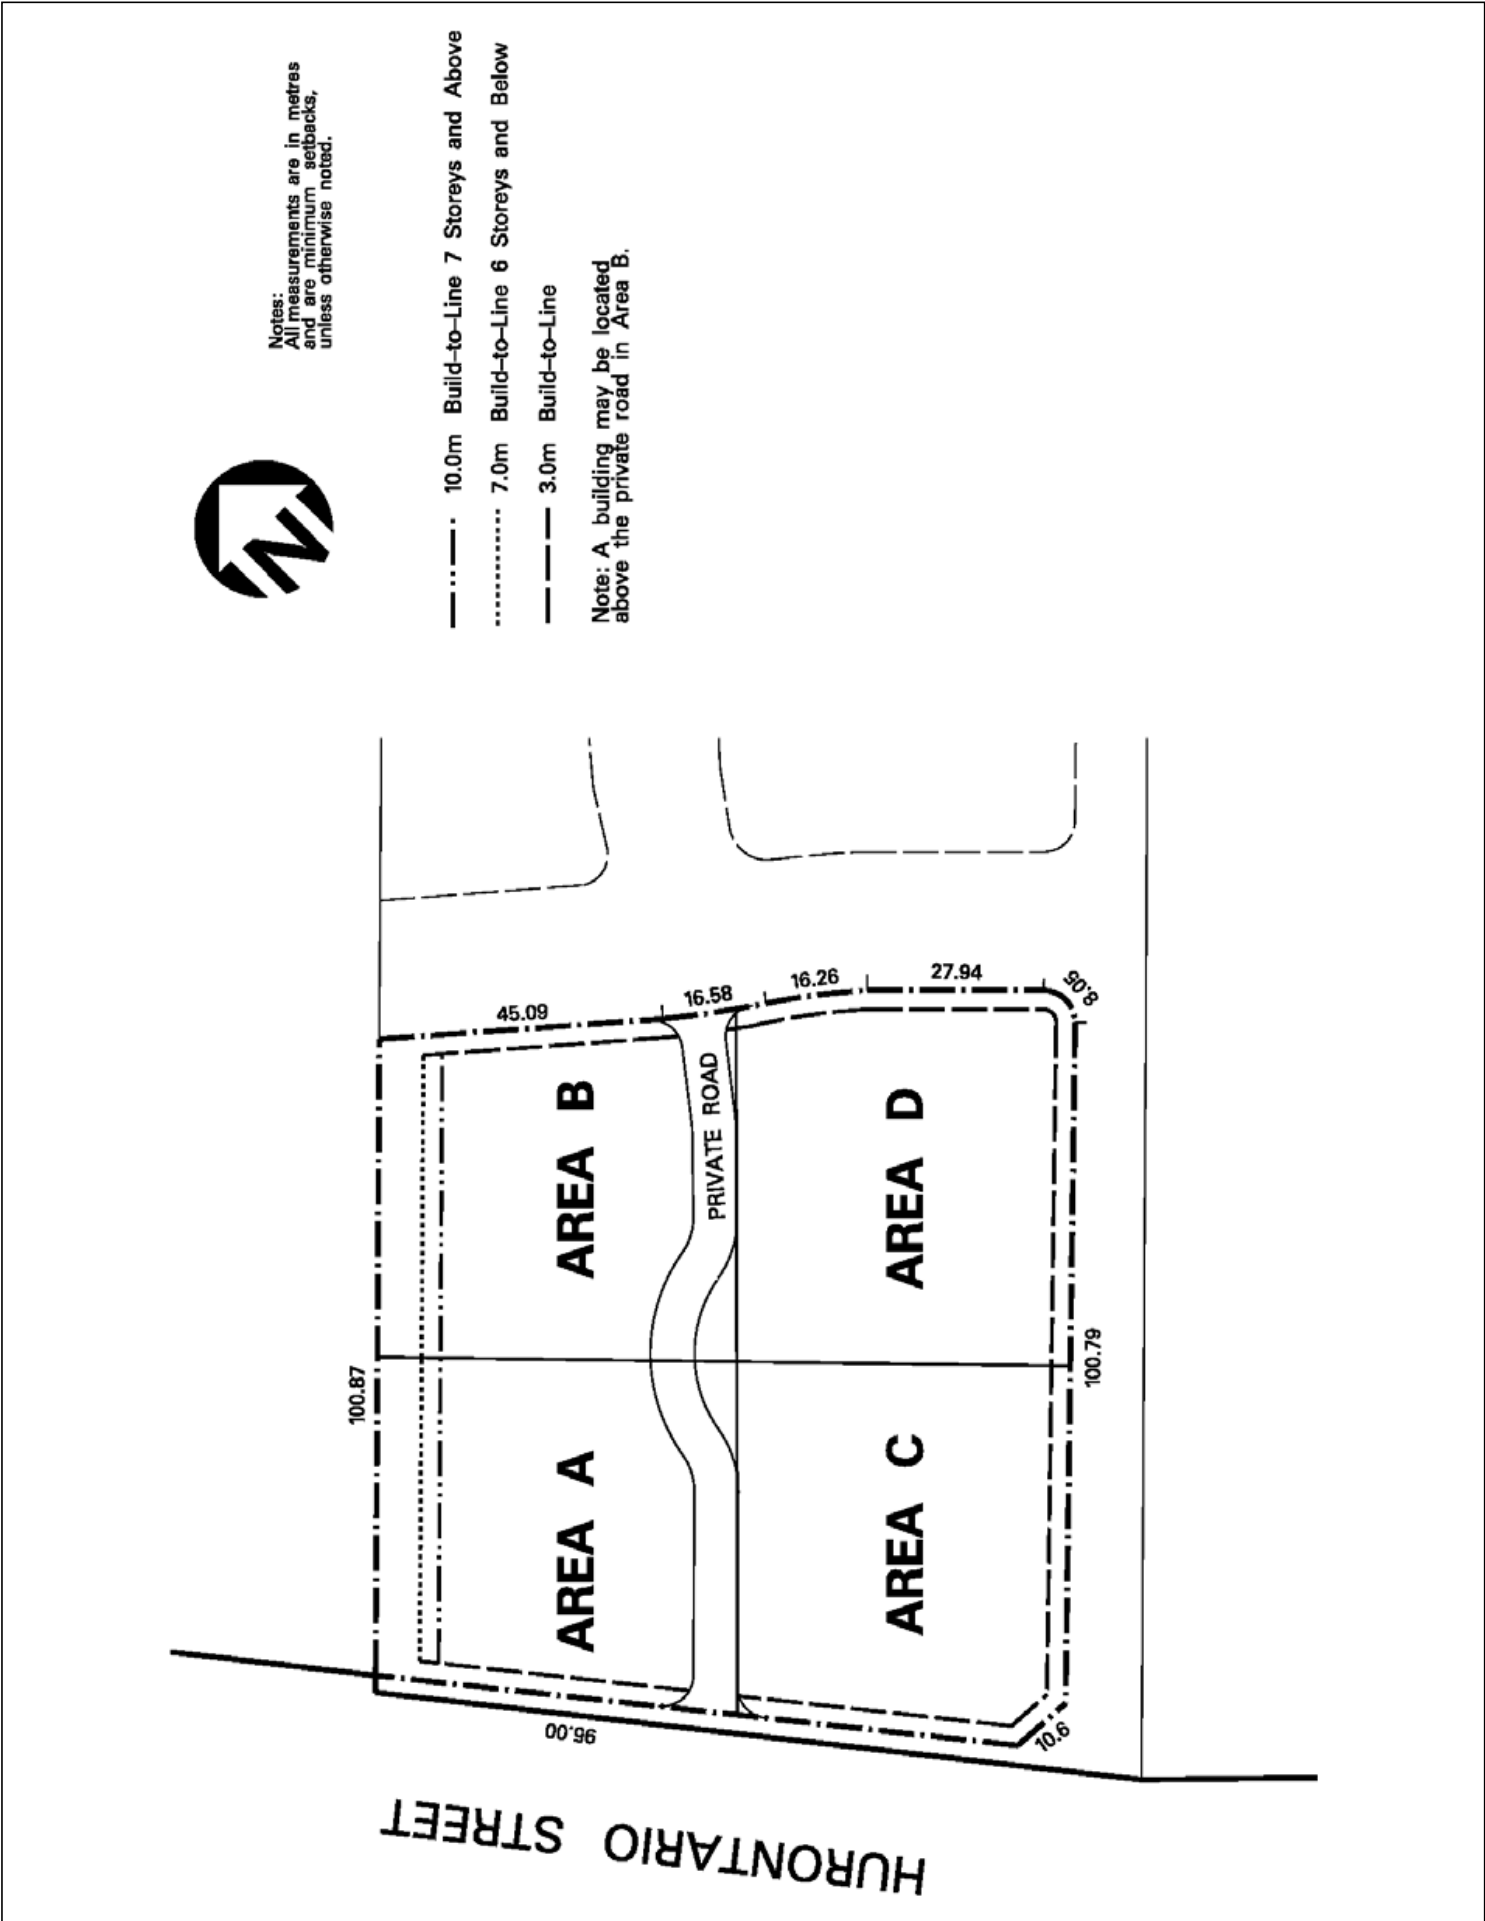 Notes:
All measurements are in metres
and are minimum setbacks,
unless otherwise noted.
N
10.0m Build-to-Line 7 Storeys and Above
7.0m Build-to-Line 6 Storeys and Below
3.0m Build-to-Line
Note: A building may be located
above the private road in Area B.
45.09
16.58
16.26
27.94
8.05
100.87
AREA B
PRIVATE ROAD
AREA D
100.79
AREA A
AREA C
96.00
10.6
HURONTARIO STREET